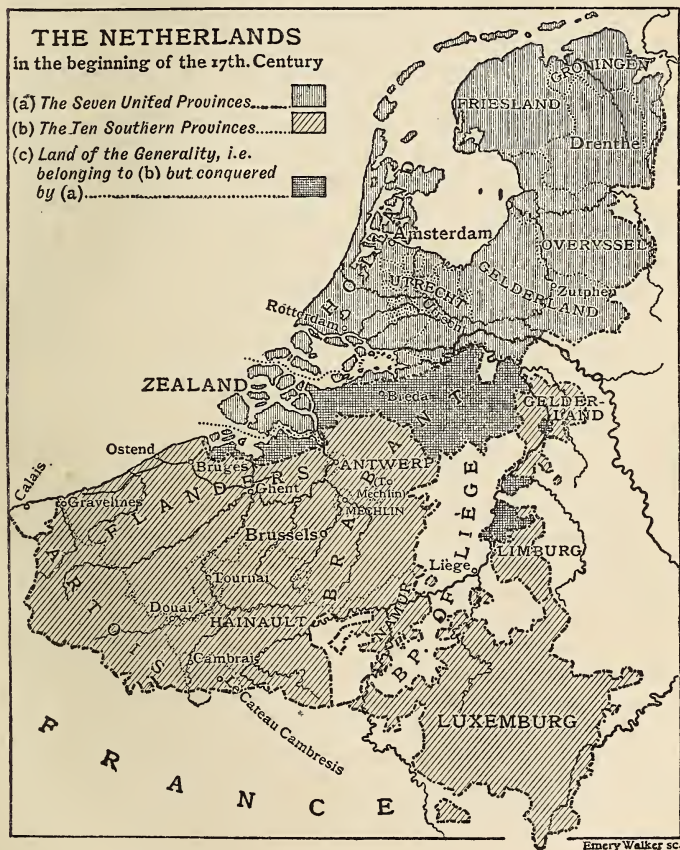 THE NETHERLANDS
in the beginning of the 17th. Century
(a) The Seven United Provinces
(b) The Ten Southern Provinces
(c) Land of the Generality, i.e.
belonging to (b) but conquered
by (a)
GRONINGEN
FRIESLAND
Drenthe
HOLLAND
Amsterdam
OVERYSSEL
UTRECHT
GELDERLAND
Zutphen
Rotterdam
ZEALAND
Breda
GELDER-
LAND
Ostend
Bruges
ANTWERP
(To
Mechlin)
MECHLIN
Calais
Gravelines
FLANDERS
Ghent
BRABANT
Brussels
Liège
LIMBURG
Tournai
ARTOIS
Douai
HAINAULT
NAMUR
B.P. OF LIÈGE
Cambrai
Cateau Cambresis
LUXEMBURG
FRANCE
Emery Walker sc.